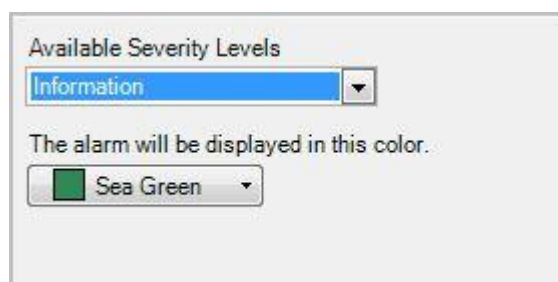 Available Severity Levels
Information
The alarm will be displayed in this color.
Sea Green